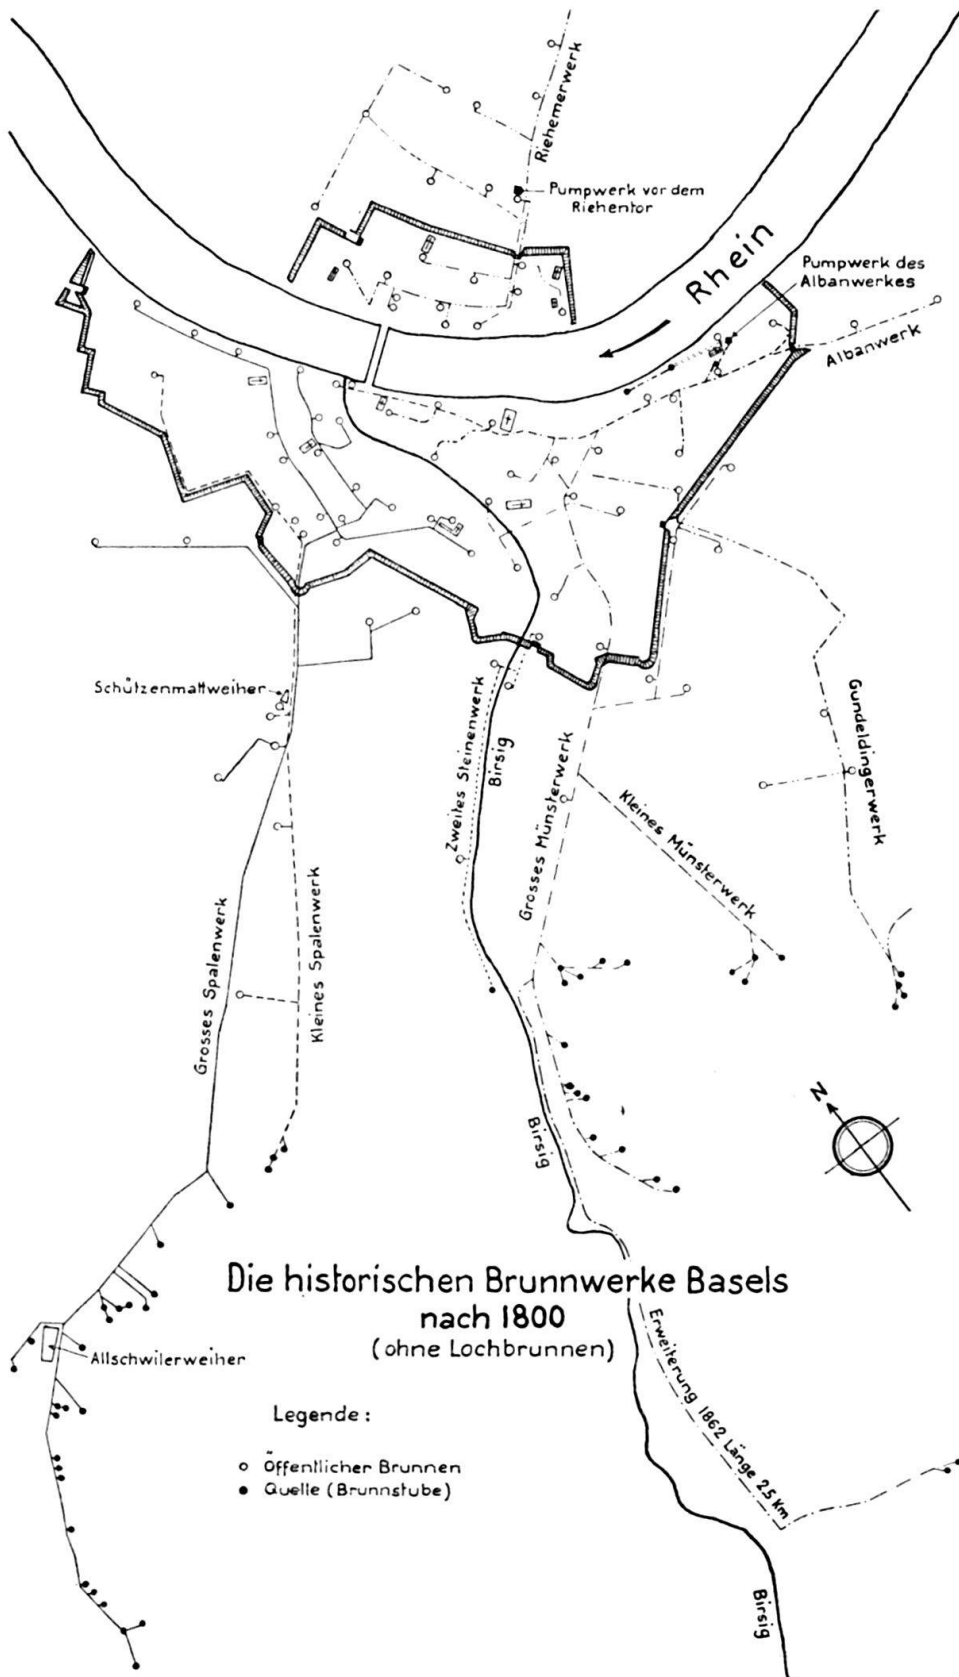 Riehemerwerk
Pumpwerk vor dem
Riehentor
Rhein
Pumpwerk des
Albanwerkes
Albanwerk
Schützenmattweiher
Zweites Steinenwerk
Birsig
Grosses Münsterwerk
Kleines Münsterwerk
Gundeldingerwerk
Grosses Spalenwerk
Kleines Spalenwerk
N
Birsig
Die historischen Brunnwerke Basels
nach 1800
(ohne Lochbrunnen)
Erweiterung 1862 Länge 2.5 Km
Allschwilerweiher
Legende:
Öffentlicher Brunnen
Quelle (Brunnstube)
Birsig